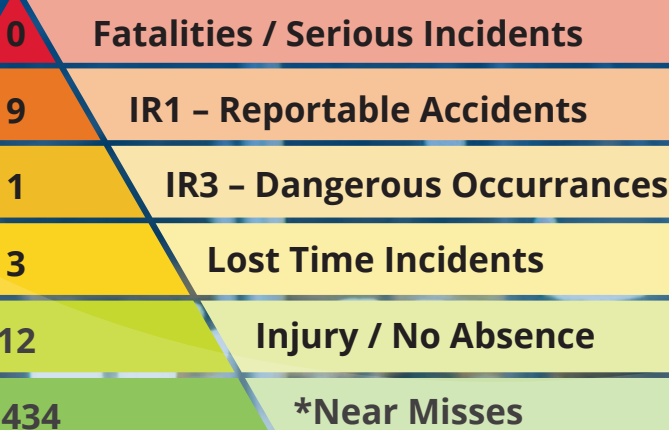 0 Fatalities / Serious Incidents
9 IR1 – Reportable Accidents
1 IR3 – Dangerous Occurrances
3 Lost Time Incidents
12 Injury / No Absence
434 *Near Misses